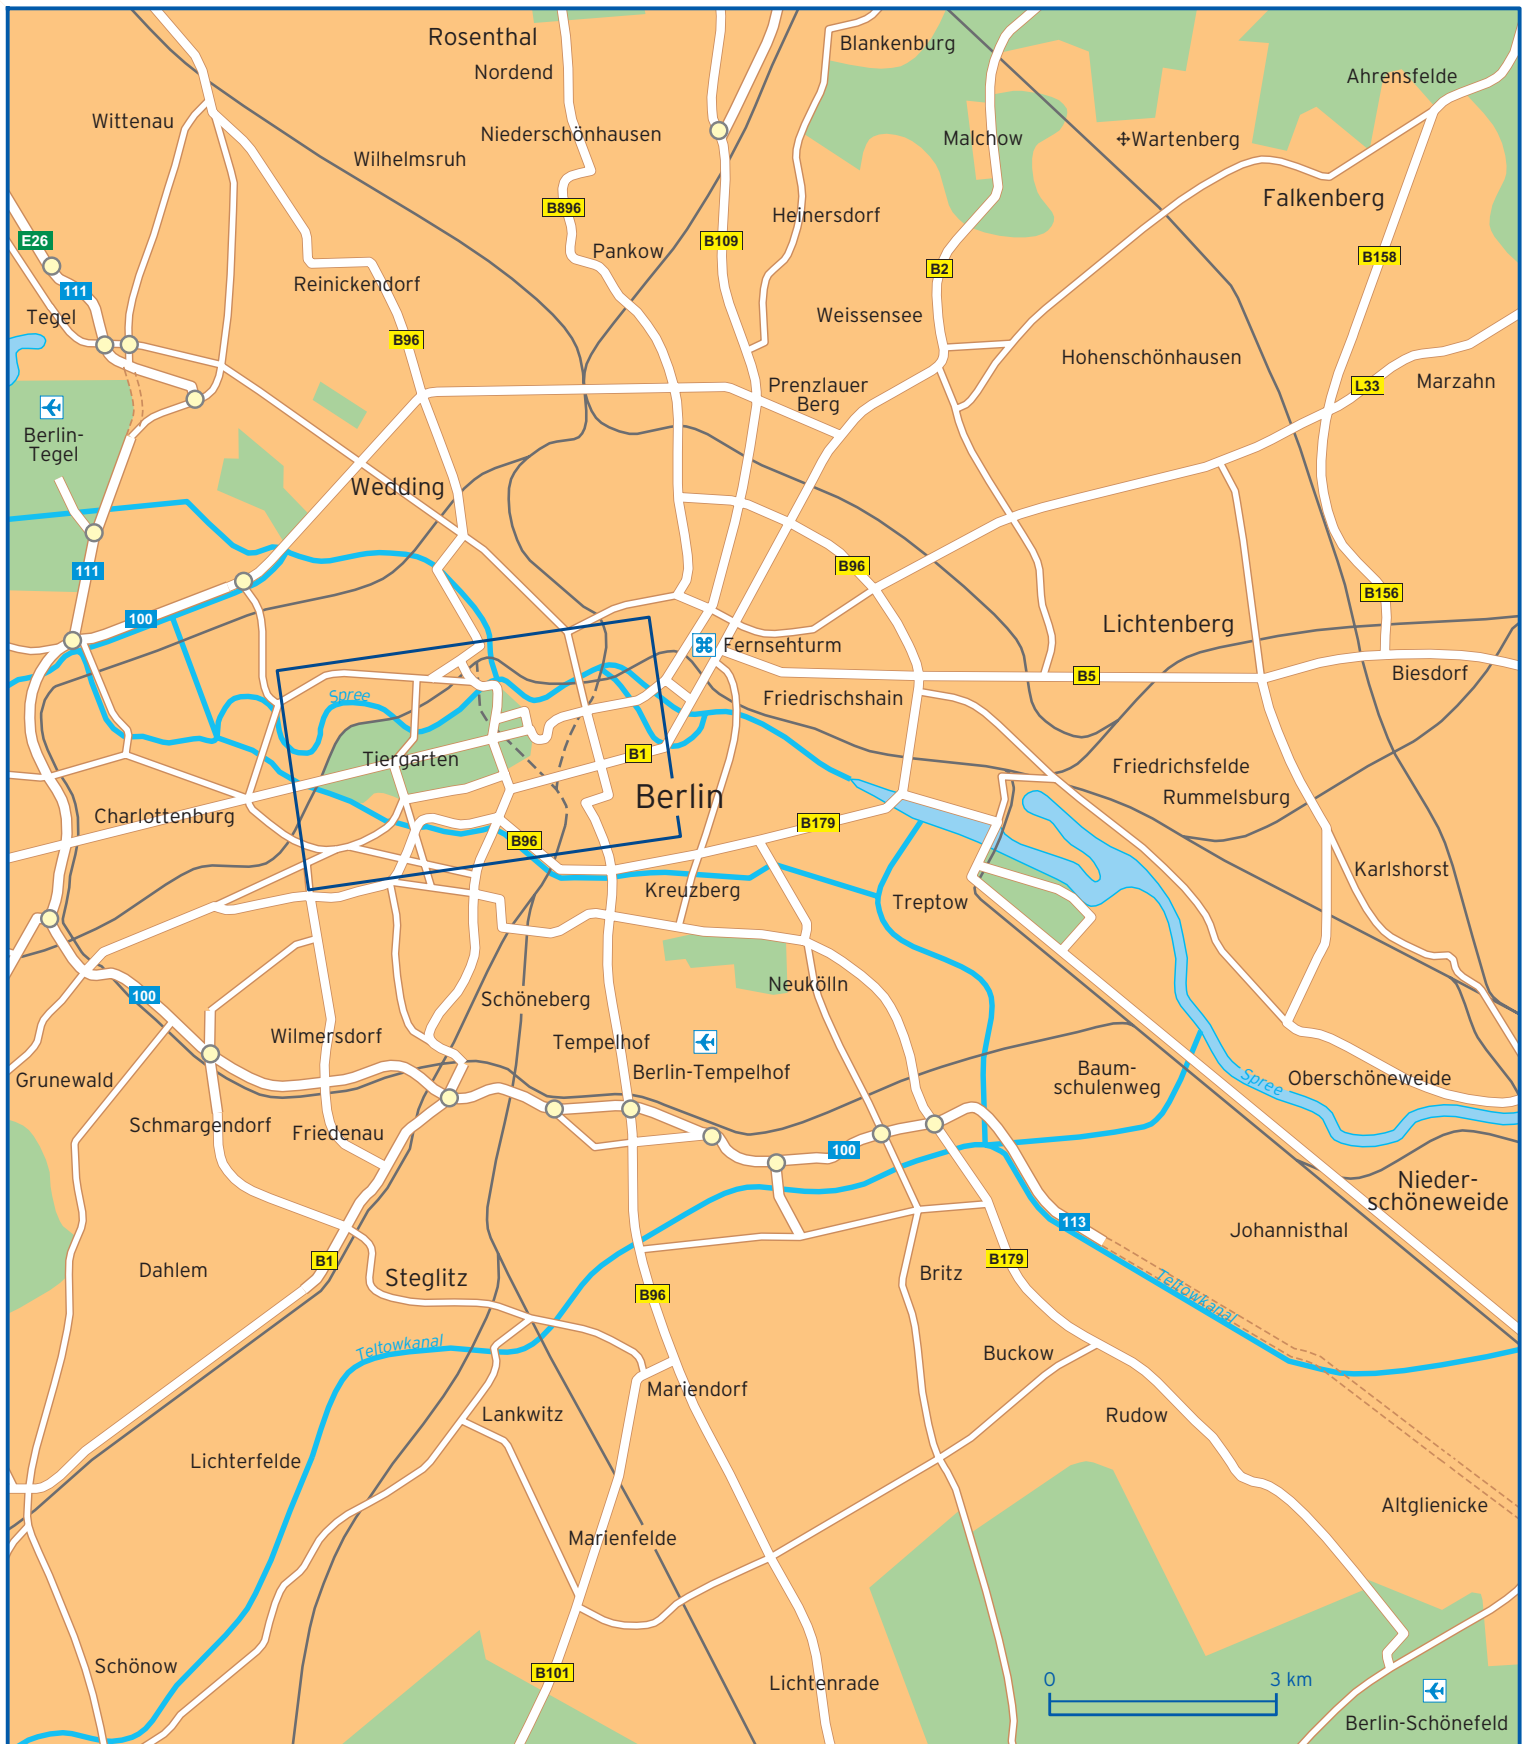 Rosenthal
Blankenburg
Nordend
Ahrensfelde
Wittenau
Niederschönhausen
Malchow
Wartenberg
Wilhelmsruh
Falkenberg
B896
Heinersdorf
E26
Pankow
B109
B158
B2
111
Reinickendorf
Tegel
Weissensee
B96
Hohenschönhausen
Prenzlauer
Berg
L33
Marzahn
Berlin-
Tegel
Wedding
B96
111
B156
100
Lichtenberg
Fernsehturm
Biesdorf
B5
Spree
Friedrischshain
B1
Tiergarten
Friedrichsfelde
Berlin
Rummelsburg
Charlottenburg
B179
B96
Karlshorst
Kreuzberg
Treptow
Neukölln
100
Schöneberg
Wilmersdorf
Tempelhof
Berlin-Tempelhof
Baum-
schulenweg
Grunewald
Spree
Oberschöneweide
Schmargendorf
Friedenau
100
Nieder-
schöneweide
113
Johannisthal
B1
Dahlem
Steglitz
Britz
B179
B96
Teltowkanal
Teltowkanal
Buckow
Mariendorf
Lankwitz
Rudow
Lichterfelde
Altglienicke
Marienfelde
Schönow
B101
Lichtenrade
0 3 km
Berlin-Schönefeld